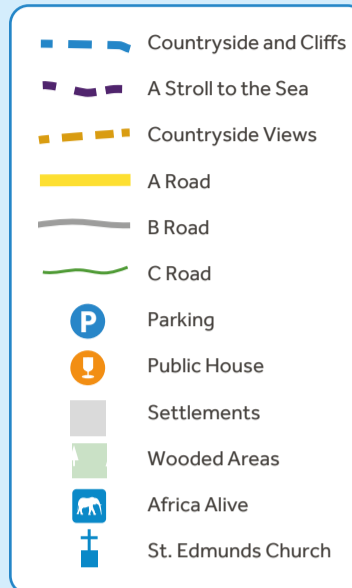 Countryside and Cliffs
A Stroll to the Sea
Countryside Views
A Road
B Road
C Road
P Parking
Public House
Settlements
Wooded Areas
Africa Alive
St. Edmunds Church